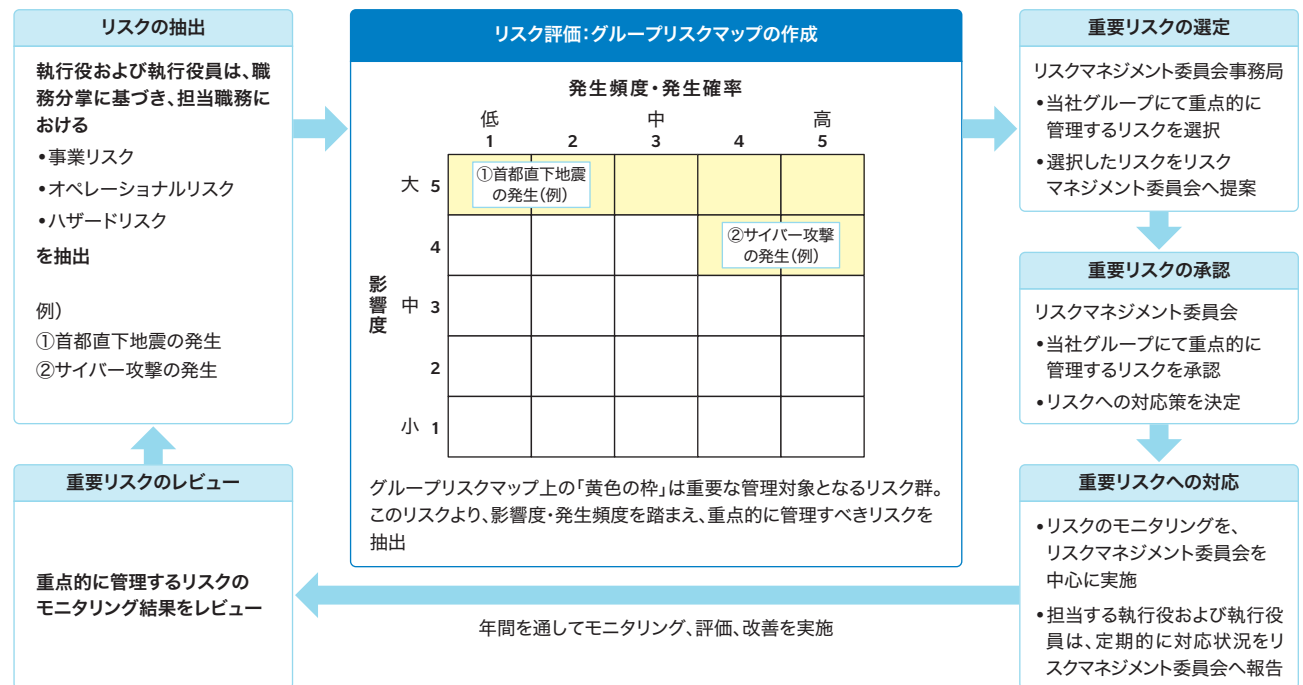 リスクの抽出
執行役および執行役員は、職
務分掌に基づき、担当職務に
おける
•事業リスク
•オペレーショナルリスク
•ハザードリスク
を抽出
例）
①首都直下地震の発生
②サイバー攻撃の発生
リスク評価：グループリスクマップの作成
発生頻度・発生確率
低 中 高
1 2 3 4 5
影響度
大 5
①首都直下地震
の発生（例）
4
②サイバー攻撃
の発生（例）
中 3
2
小 1
グループリスクマップ上の「黄色の枠」は重要な管理対象となるリスク群。
このリスクより、影響度・発生頻度を踏まえ、重点的に管理すべきリスクを
抽出
重要リスクの選定
リスクマネジメント委員会事務局
•当社グループにて重点的に
管理するリスクを選択
•選択したリスクをリスク
マネジメント委員会へ提案
重要リスクの承認
リスクマネジメント委員会
•当社グループにて重点的に
管理するリスクを承認
•リスクへの対応策を決定
重要リスクへの対応
•リスクのモニタリングを、
リスクマネジメント委員会を
中心に実施
•担当する執行役および執行役
員は、定期的に対応状況をリ
スクマネジメント委員会へ報告
年間を通してモニタリング、評価、改善を実施
重要リスクのレビュー
重点的に管理するリスクの
モニタリング結果をレビュー